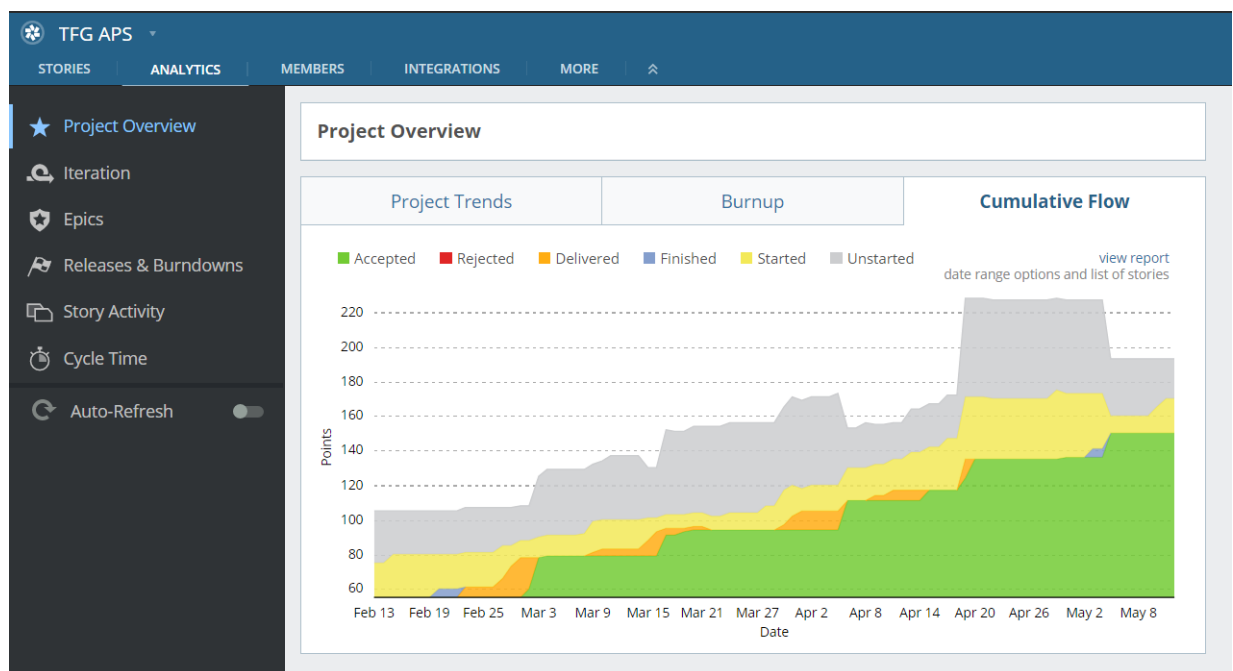 TFG APS
STORIES ANALYTICS MEMBERS INTEGRATIONS MORE
Project Overview
Iteration
Epics
Releases & Burndowns
Story Activity
Cycle Time
Auto-Refresh
Project Overview
Project Trends Burnup Cumulative Flow
Accepted Rejected Delivered Finished Started Unstarted
view report
date range options and list of stories
220
200
180
160
140
120
100
80
60
Points
Feb 13 Feb 19 Feb 25 Mar 3 Mar 9 Mar 15 Mar 21 Mar 27 Apr 2 Apr 8 Apr 14 Apr 20 Apr 26 May 2 May 8
Date